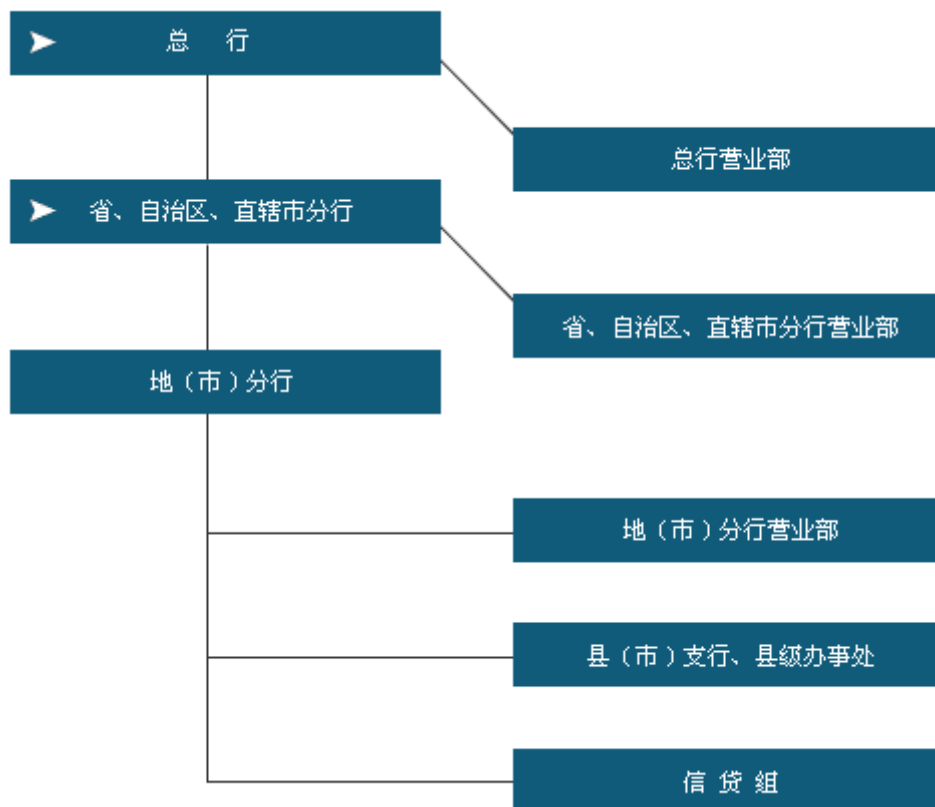 总 行
总行营业部
省、自治区、直辖市分行
省、自治区、直辖市分行营业部
地（市）分行
地（市）分行营业部
县（市）支行、县级办事处
信 贷 组